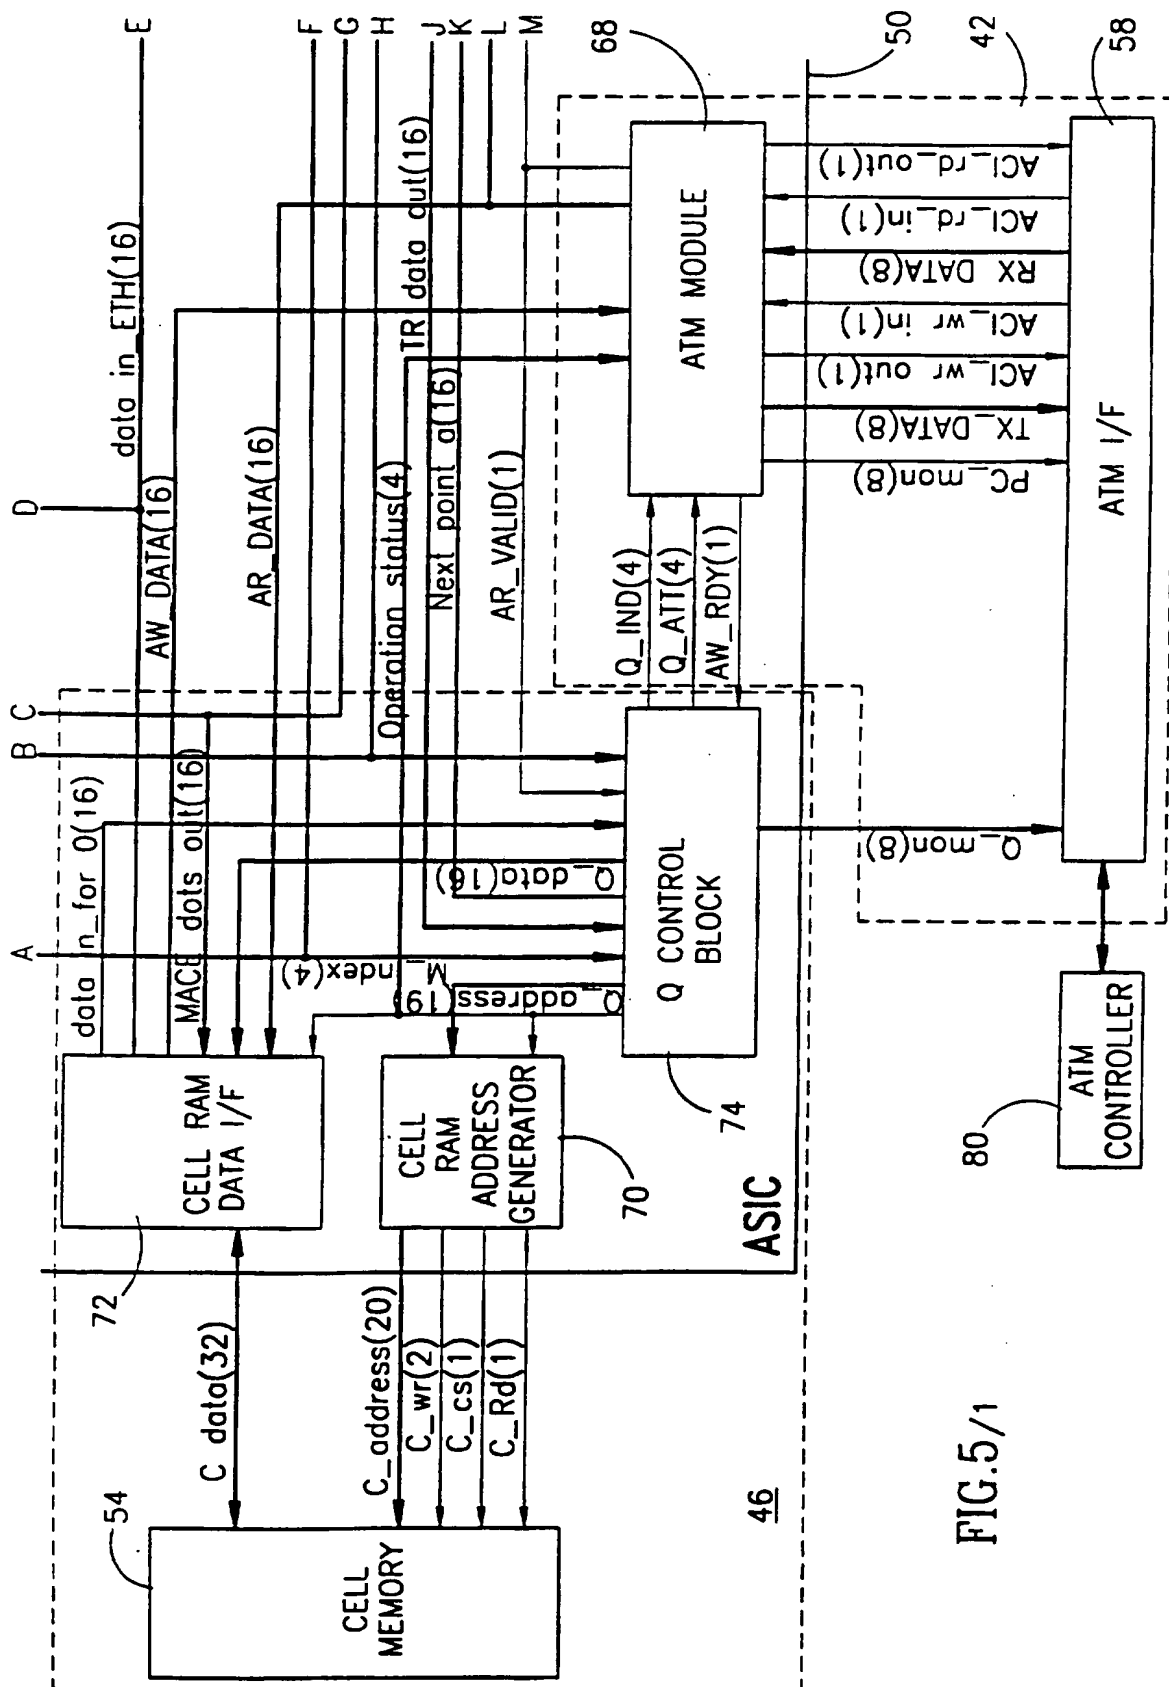 E
F
G
H
J
K
L
M
D
C
B
A
data in_ETH(16)
AW_DATA(16)
AR_DATA(16)
Operation status(4)
TR data out(16)
Next point a(16)
AR_VALID(1)
data n_for 0(16)
MACE dots out(16)
Q_data(16)
M_ndex(4)
Q_address(19)
68
50
42
58
ATM MODULE
Q_IND(4)
Q_ATT(4)
AW_RDY(1)
ACI_rd_out(1)
ACI_rd_in(1)
RX DATA(8)
ACI_wr in(1)
ACI_wr out(1)
TX_DATA(8)
PC_mon(8)
Q_mon(8)
ATM I/F
CELL RAM
DATA I/F
72
CELL
RAM
ADDRESS
GENERATOR
70
Q CONTROL
BLOCK
74
ASIC
C data(32)
C_address(20)
C_wr(2)
C_cs(1)
C_Rd(1)
54
CELL
MEMORY
46
80
ATM
CONTROLLER
FIG.5/1